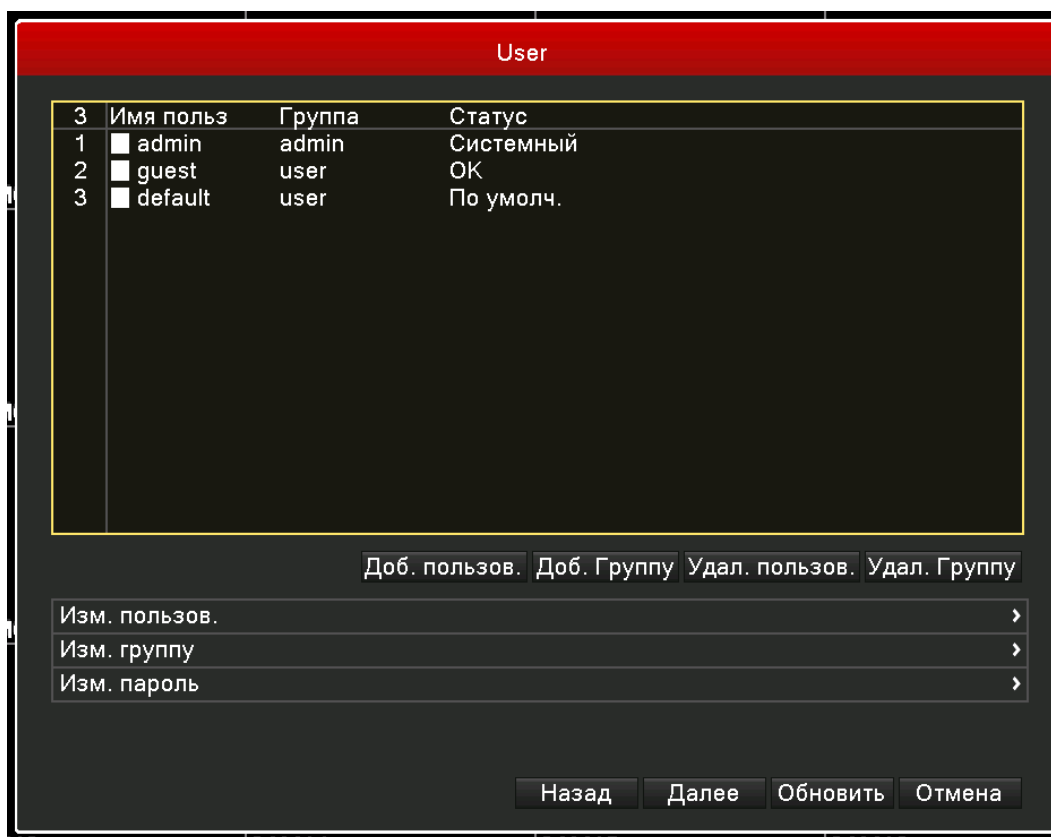 User
3 Имя польз Группа Статус
1 admin admin Системный
2 guest user OK
3 default user По умолч.
Доб. пользов. Доб. Группу Удал. пользов. Удал. Группу
Изм. пользов.
Изм. группу
Изм. пароль
Назад Далее Обновить Отмена